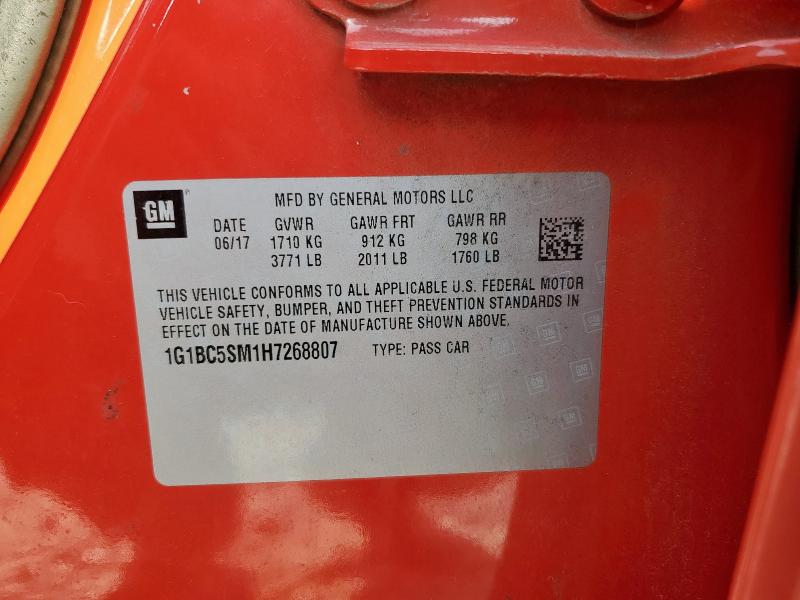 GM
MFD BY GENERAL MOTORS LLC
DATE GVWR GAWR FRT GAWR RR
06/17 1710 KG 912 KG 798 KG
3771 LB 2011 LB 1760 LB
THIS VEHICLE CONFORMS TO ALL APPLICABLE U.S. FEDERAL MOTOR
VEHICLE SAFETY, BUMPER, AND THEFT PREVENTION STANDARDS IN
EFFECT ON THE DATE OF MANUFACTURE SHOWN ABOVE.
1G1BC5SM1H7268807 TYPE: PASS CAR